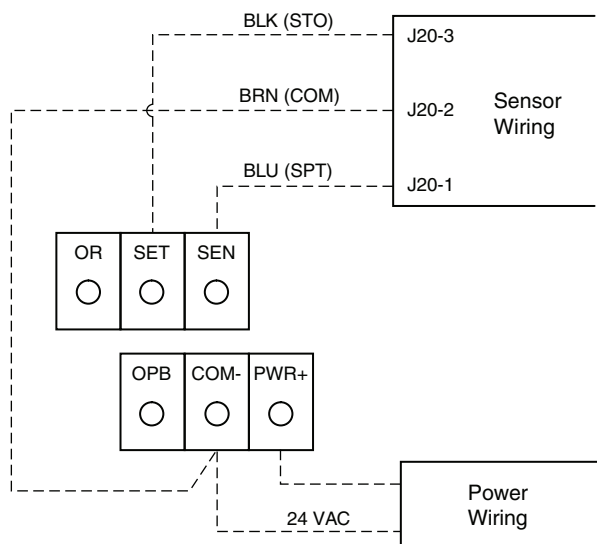 BLK (STO)
J20-3
BRN (COM)
J20-2
Sensor
Wiring
BLU (SPT)
J20-1
OR
SET
SEN
OPB
COM-
PWR+
24 VAC
Power
Wiring